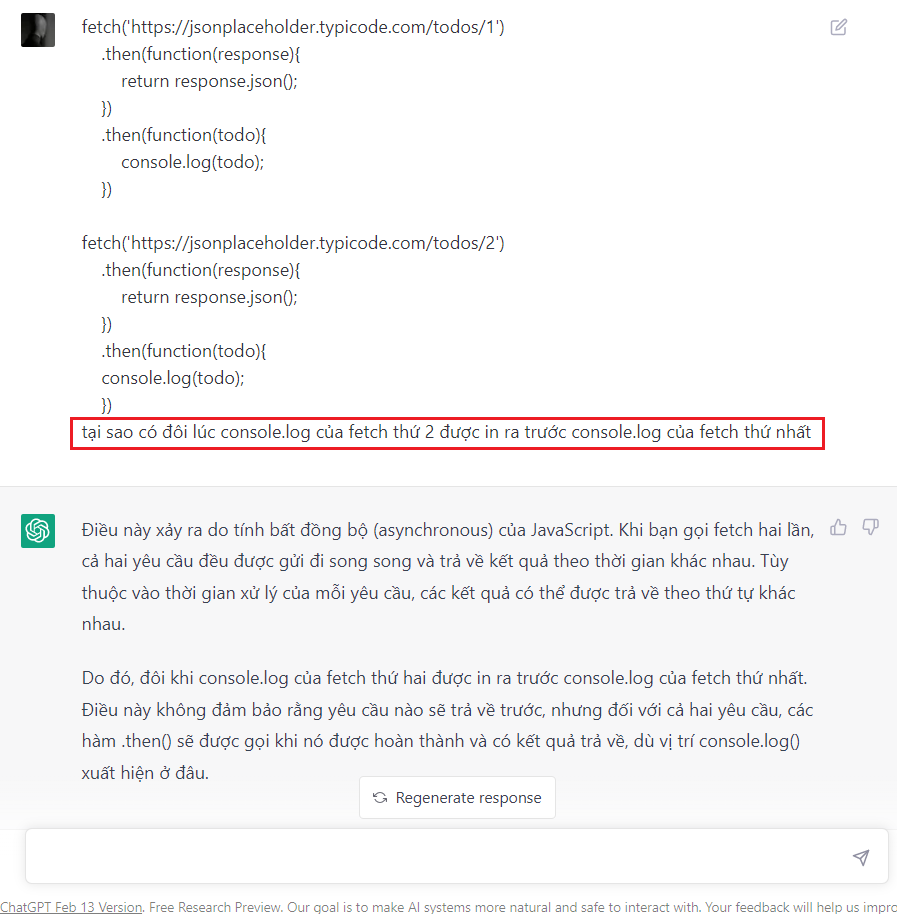 fetch('https://jsonplaceholder.typicode.com/todos/1')
.then(function(response){
return response.json();
})
.then(function(todo){
console.log(todo);
})
fetch('https://jsonplaceholder.typicode.com/todos/2')
.then(function(response){
return response.json();
})
.then(function(todo){
console.log(todo);
})
tại sao có đôi lúc console.log của fetch thứ 2 được in ra trước console.log của fetch thứ nhất
Điều này xảy ra do tính bất đồng bộ (asynchronous) của JavaScript. Khi bạn gọi fetch hai lần,
cả hai yêu cầu đều được gửi đi song song và trả về kết quả theo thời gian khác nhau. Tùy
thuộc vào thời gian xử lý của mỗi yêu cầu, các kết quả có thể được trả về theo thứ tự khác
nhau.
Do đó, đôi khi console.log của fetch thứ hai được in ra trước console.log của fetch thứ nhất.
Điều này không đảm bảo rằng yêu cầu nào sẽ trả về trước, nhưng đối với cả hai yêu cầu, các
hàm .then() sẽ được gọi khi nó được hoàn thành và có kết quả trả về, dù vị trí console.log()
xuất hiện ở đâu.
Regenerate response
ChatGPT Feb 13 Version. Free Research Preview. Our goal is to make AI systems more natural and safe to interact with. Your feedback will help us impro